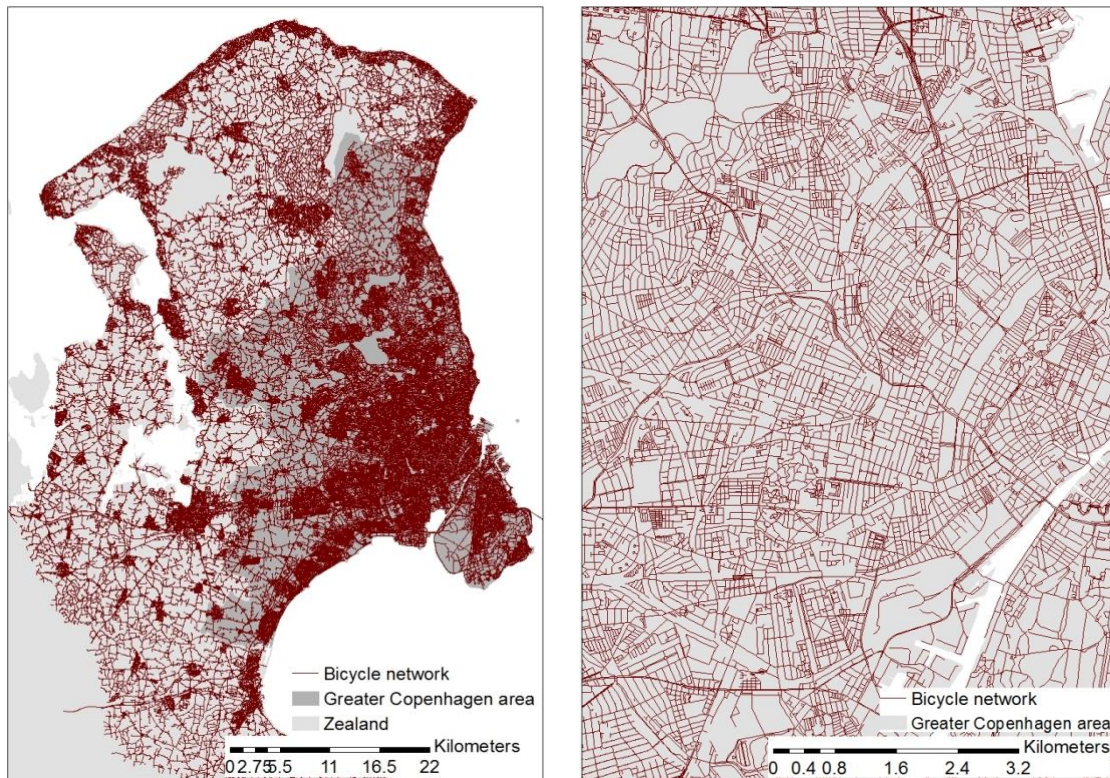 Bicycle network
Greater Copenhagen area
Zealand
Kilometers
0 2.75 5.5 11 16.5 22
Bicycle network
Greater Copenhagen area
Kilometers
0 0.4 0.8 1.6 2.4 3.2